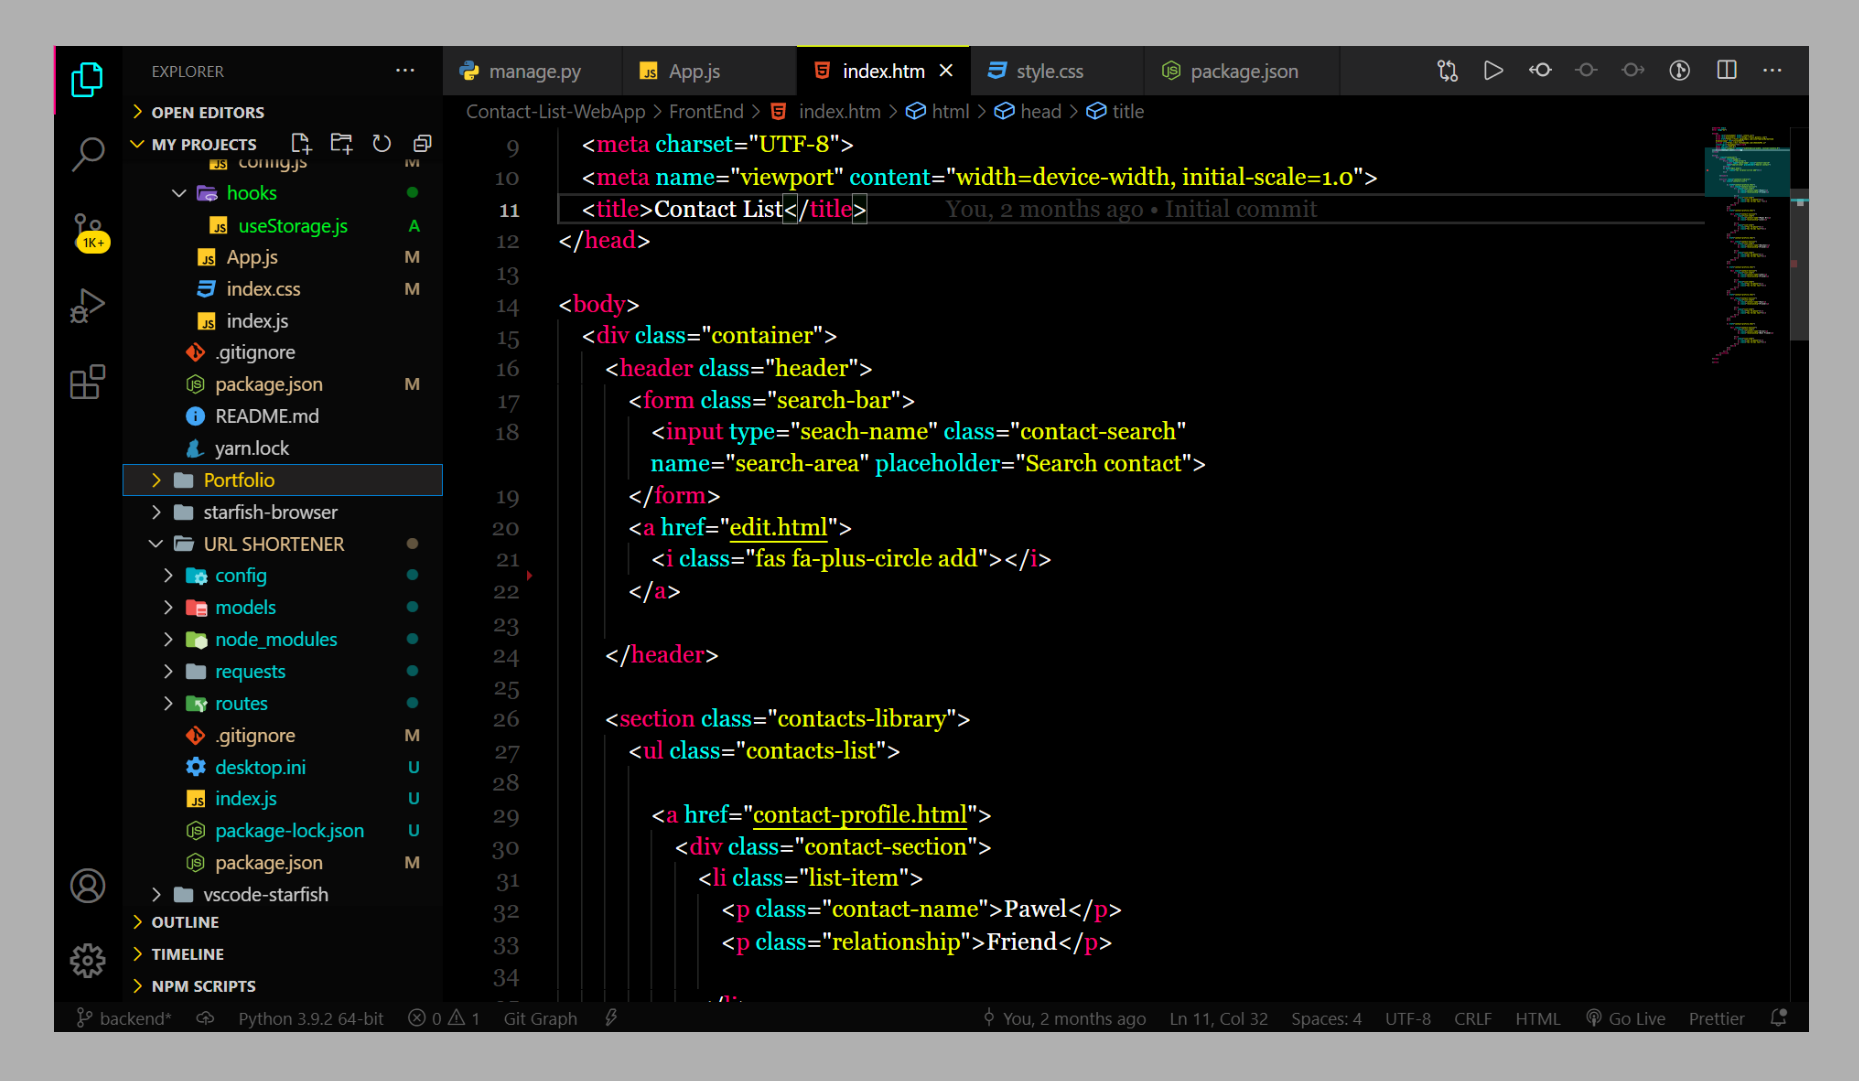 EXPLORER
OPEN EDITORS
MY PROJECTS
config.js M
hooks
useStorage.js A
App.js M
index.css M
index.js
.gitignore
package.json M
README.md
yarn.lock
Portfolio
starfish-browser
URL SHORTENER
config
models
node_modules
requests
routes
.gitignore M
desktop.ini U
index.js U
package-lock.json U
package.json M
vscode-starfish
OUTLINE
TIMELINE
NPM SCRIPTS
1K+
manage.py App.js index.htm style.css package.json
Contact-List-WebApp > FrontEnd > index.htm > html > head > title
9 <meta charset="UTF-8">
10 <meta name="viewport" content="width=device-width, initial-scale=1.0">
11 <title>Contact List</title> You, 2 months ago • Initial commit
12 </head>
13
14 <body>
15 <div class="container">
16 <header class="header">
17 <form class="search-bar">
18 <input type="seach-name" class="contact-search"
name="search-area" placeholder="Search contact">
19 </form>
20 <a href="edit.html">
21 <i class="fas fa-plus-circle add"></i>
22 </a>
23
24 </header>
25
26 <section class="contacts-library">
27 <ul class="contacts-list">
28
29 <a href="contact-profile.html">
30 <div class="contact-section">
31 <li class="list-item">
32 <p class="contact-name">Pawel</p>
33 <p class="relationship">Friend</p>
34
backend* Python 3.9.2 64-bit 0 1 Git Graph You, 2 months ago Ln 11, Col 32 Spaces: 4 UTF-8 CRLF HTML Go Live Prettier